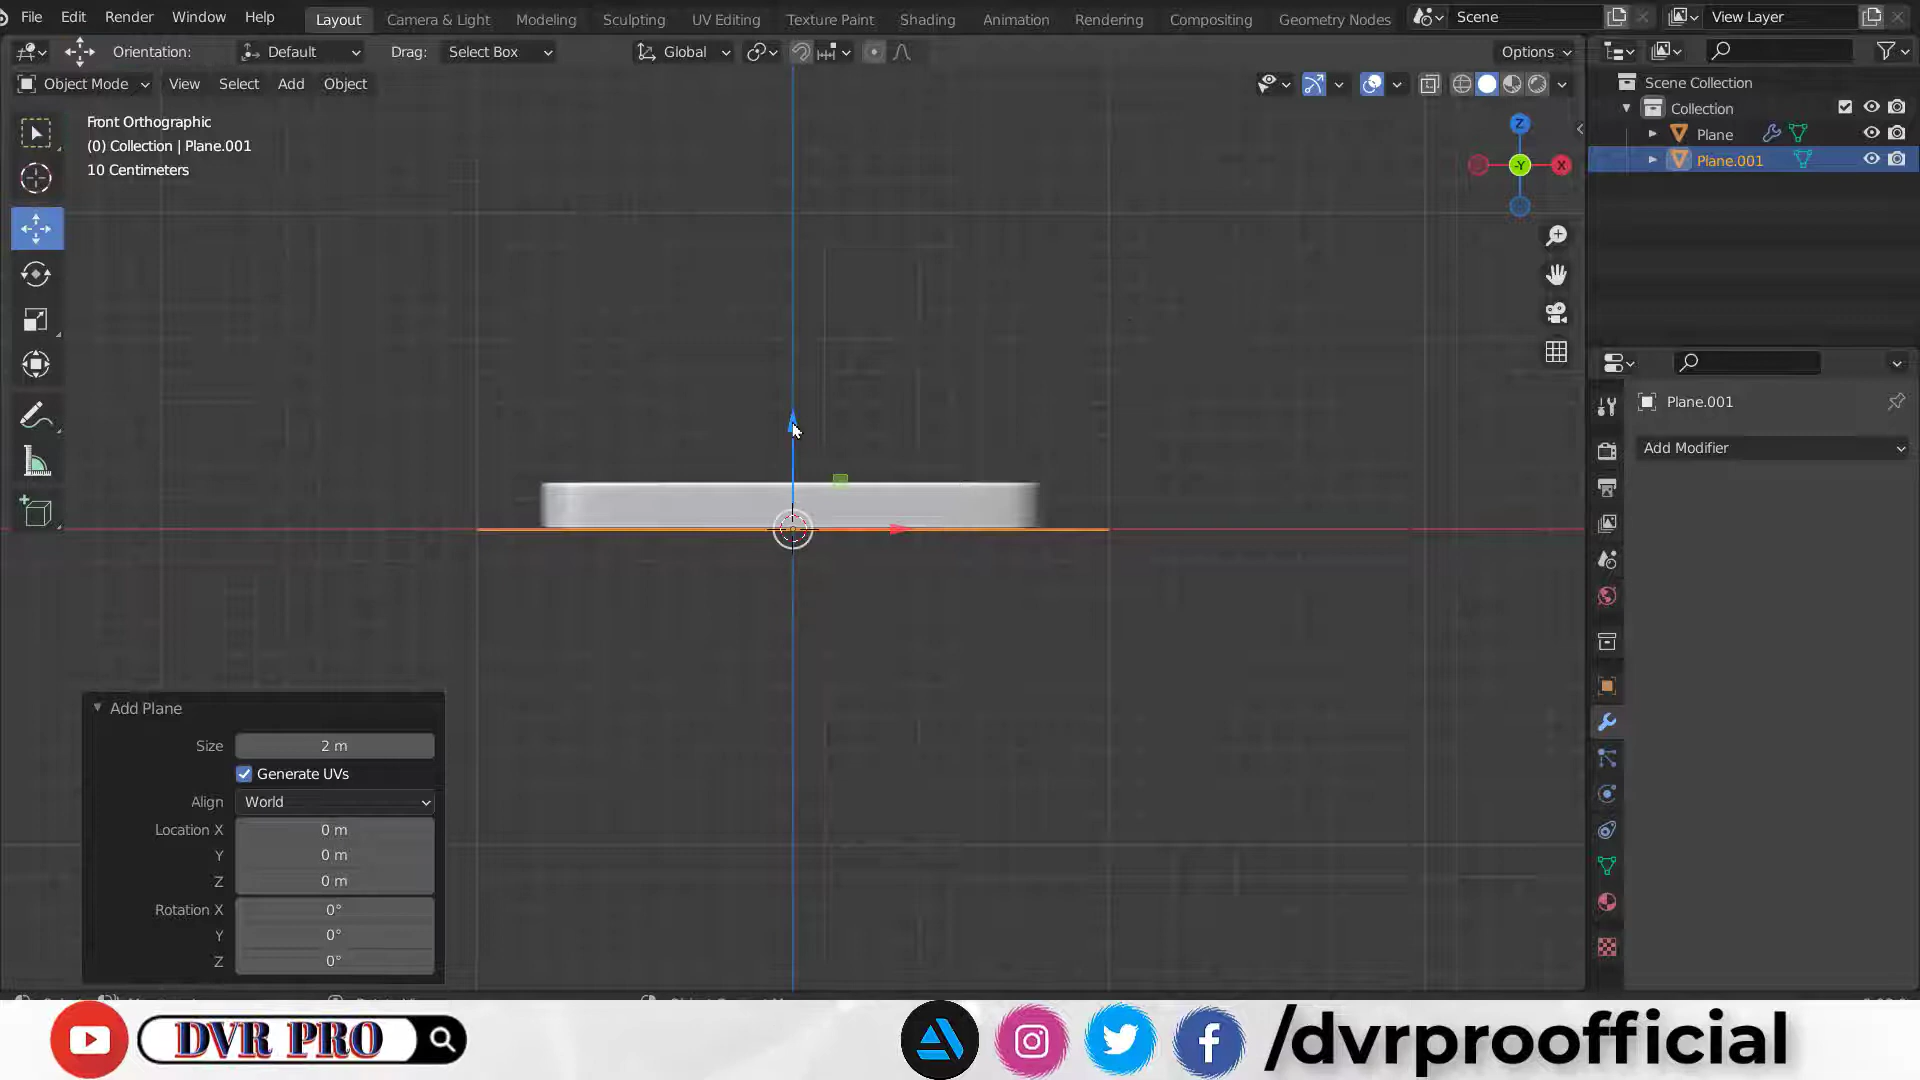 File Edit Render Window Help Layout Camera & Light Modeling Sculpting UV Editing Texture Paint Shading Animation Rendering Compositing Geometry Nodes Scene View Layer
Orientation: Default Drag: Select Box Global Options
Object Mode View Select Add Object
Scene Collection
Collection
Plane
Plane.001
Front Orthographic
(0) Collection | Plane.001
10 Centimeters
Z
-Y
X
Plane.001
Add Modifier
Add Plane
Size 2 m
Generate UVs
Align World
Location X 0 m
Y 0 m
Z 0 m
Rotation X 0°
Y 0°
Z 0°
DVR PRO
/dvrproofficial